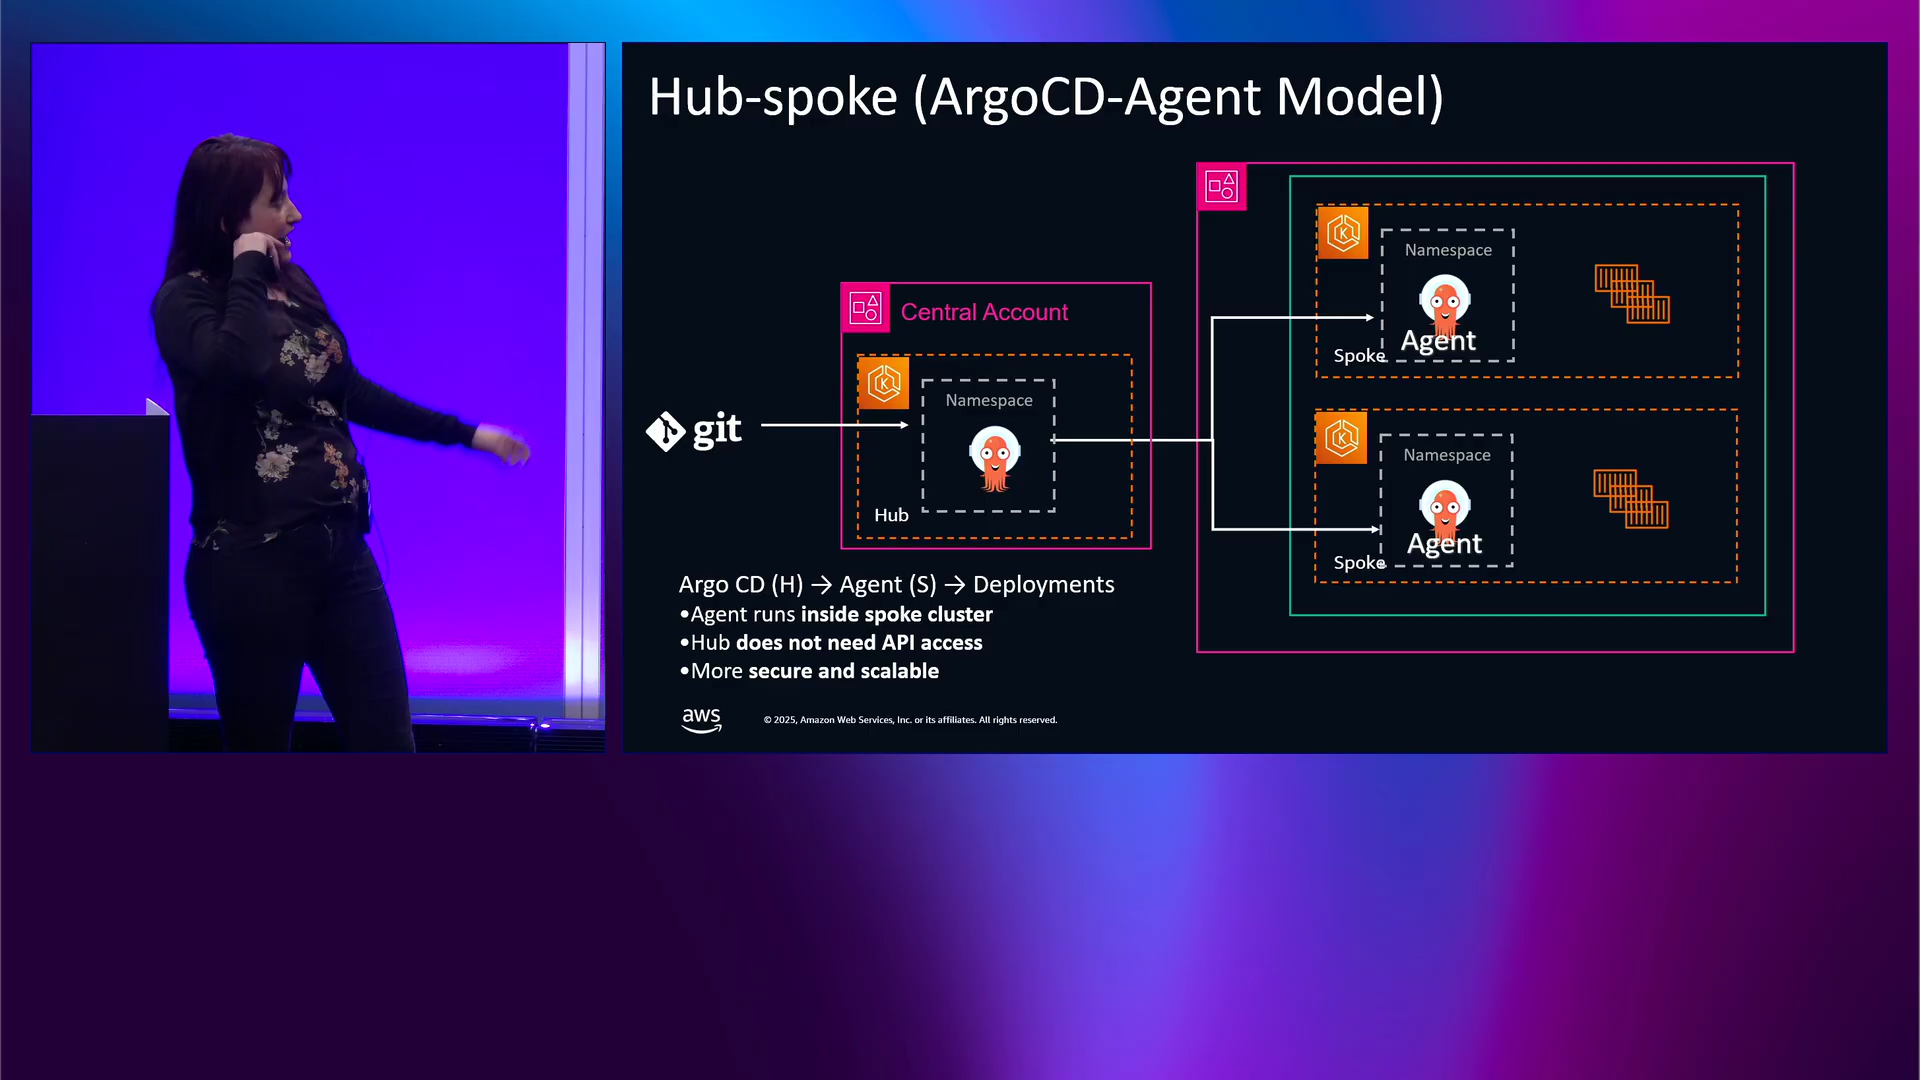 Hub-spoke (ArgoCD-Agent Model)
Central Account
Namespace
Hub
git
Namespace
Agent
Spoke
Namespace
Agent
Spoke
Argo CD (H) → Agent (S) → Deployments
•Agent runs inside spoke cluster
•Hub does not need API access
•More secure and scalable
aws
© 2025, Amazon Web Services, Inc. or its affiliates. All rights reserved.